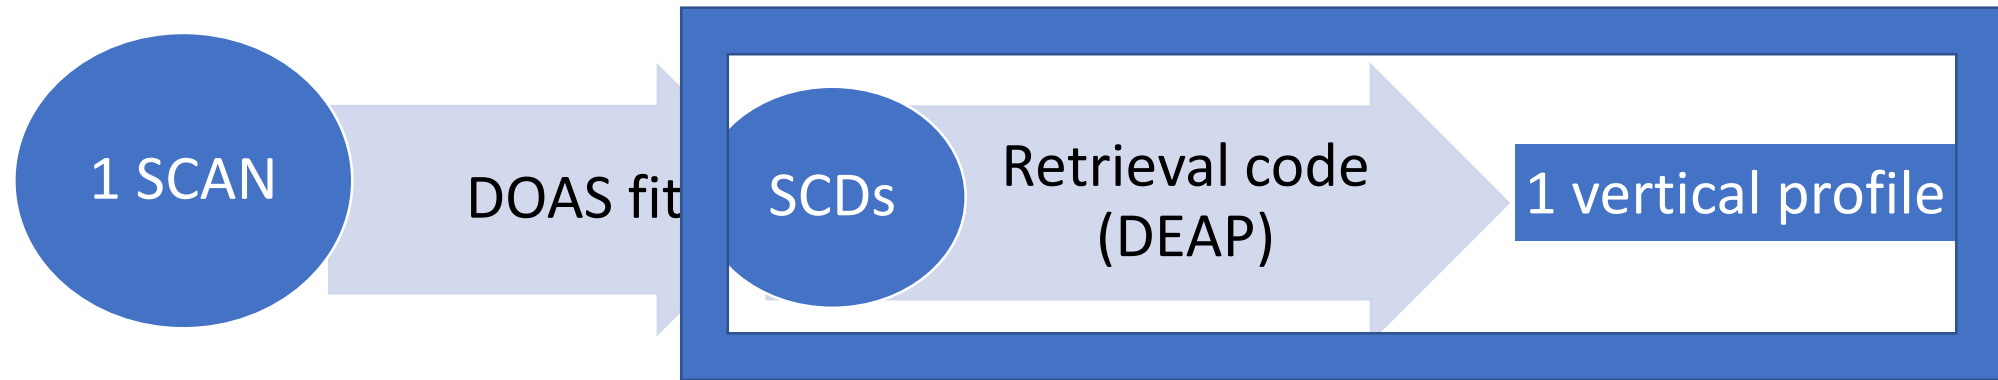 1 SCAN
DOAS fit
SCDs
Retrieval code
(DEAP)
1 vertical profile